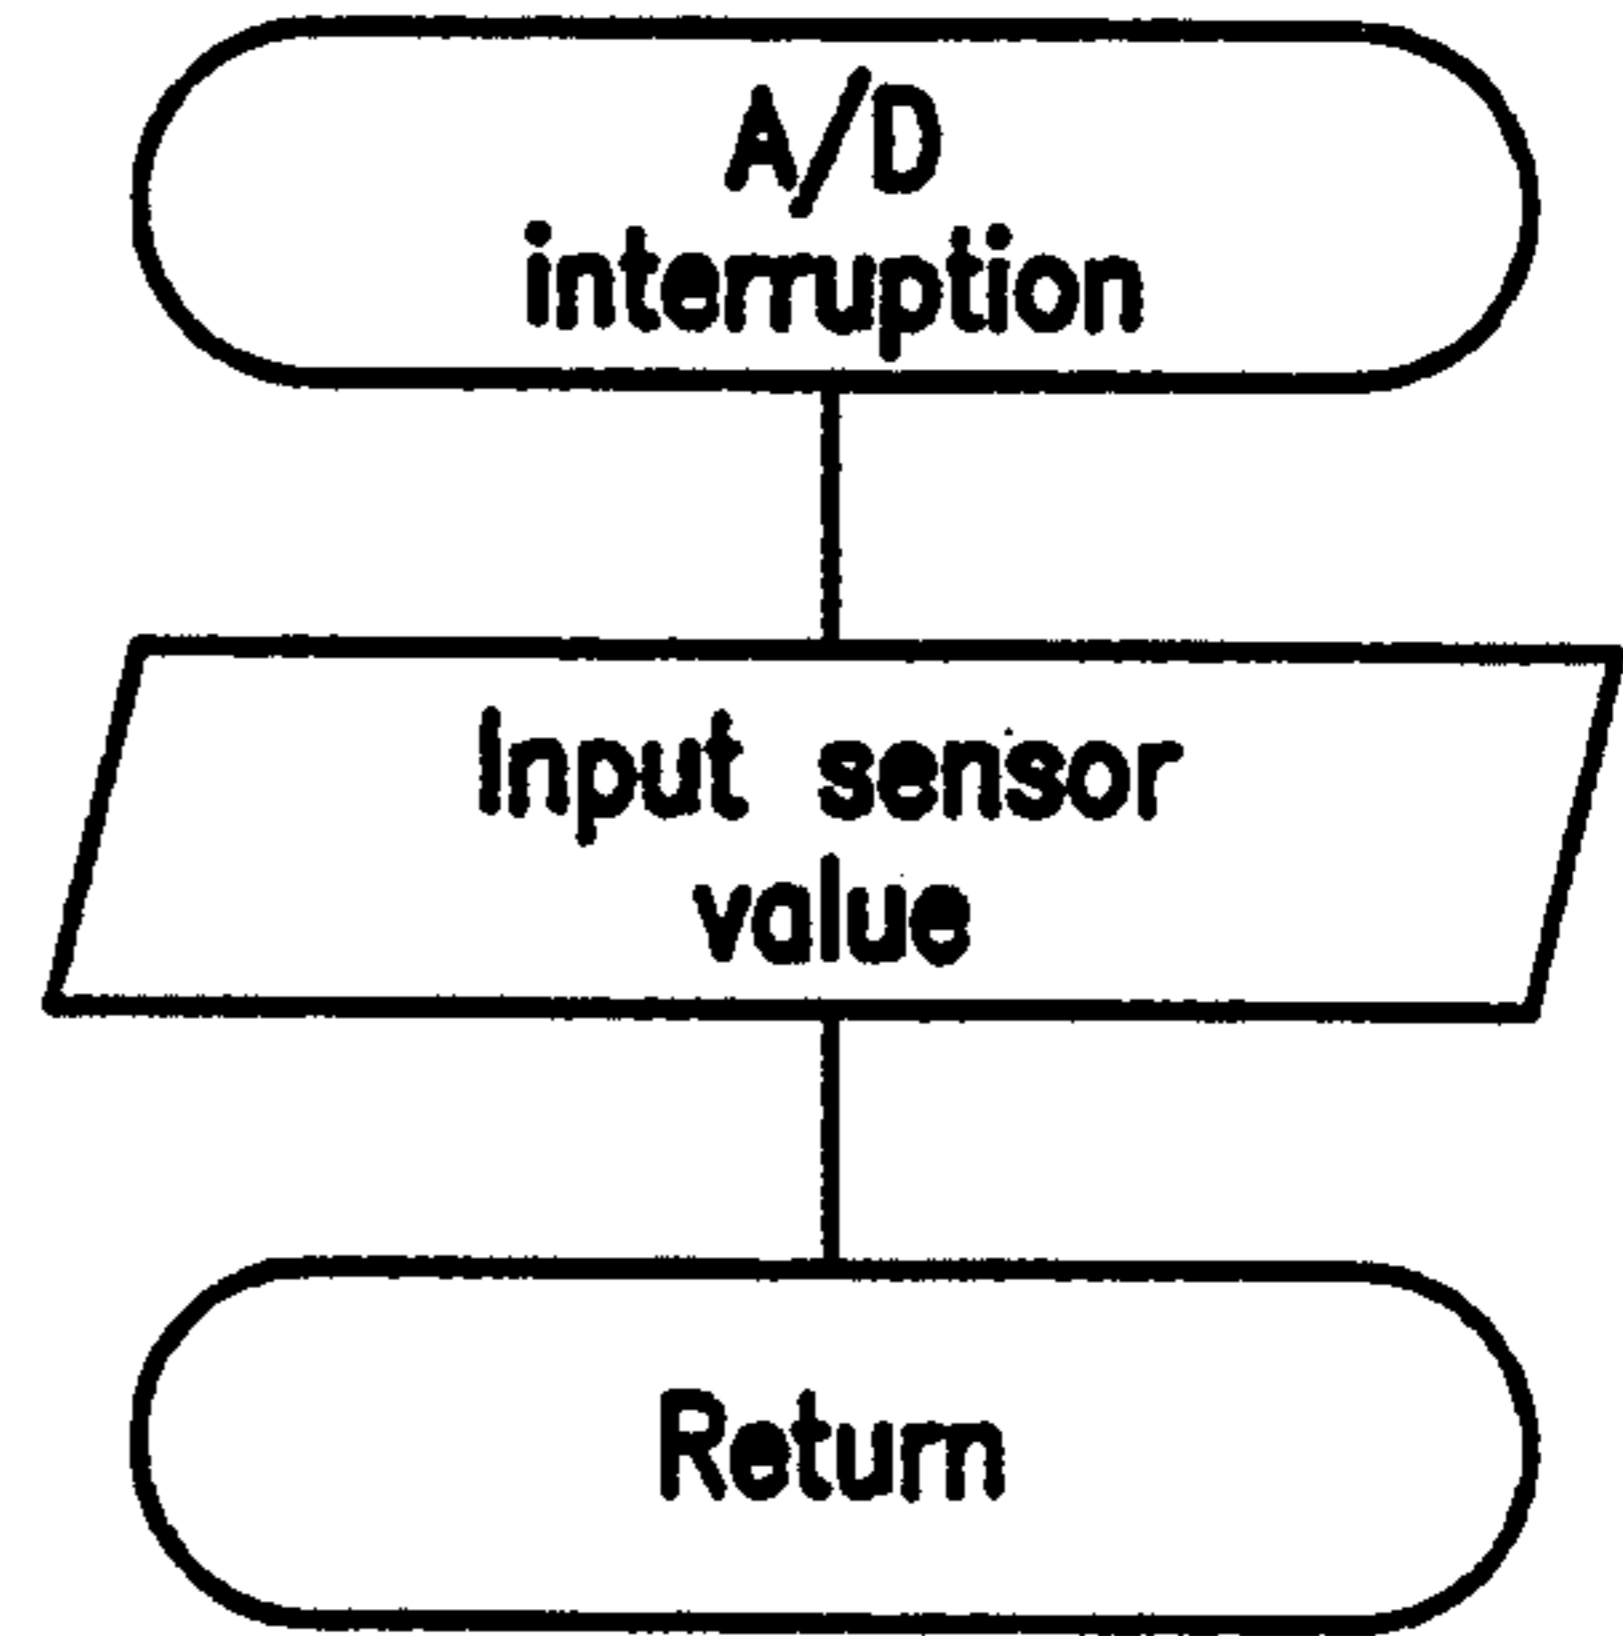 A/D
interruption
Input sensor
value
Return